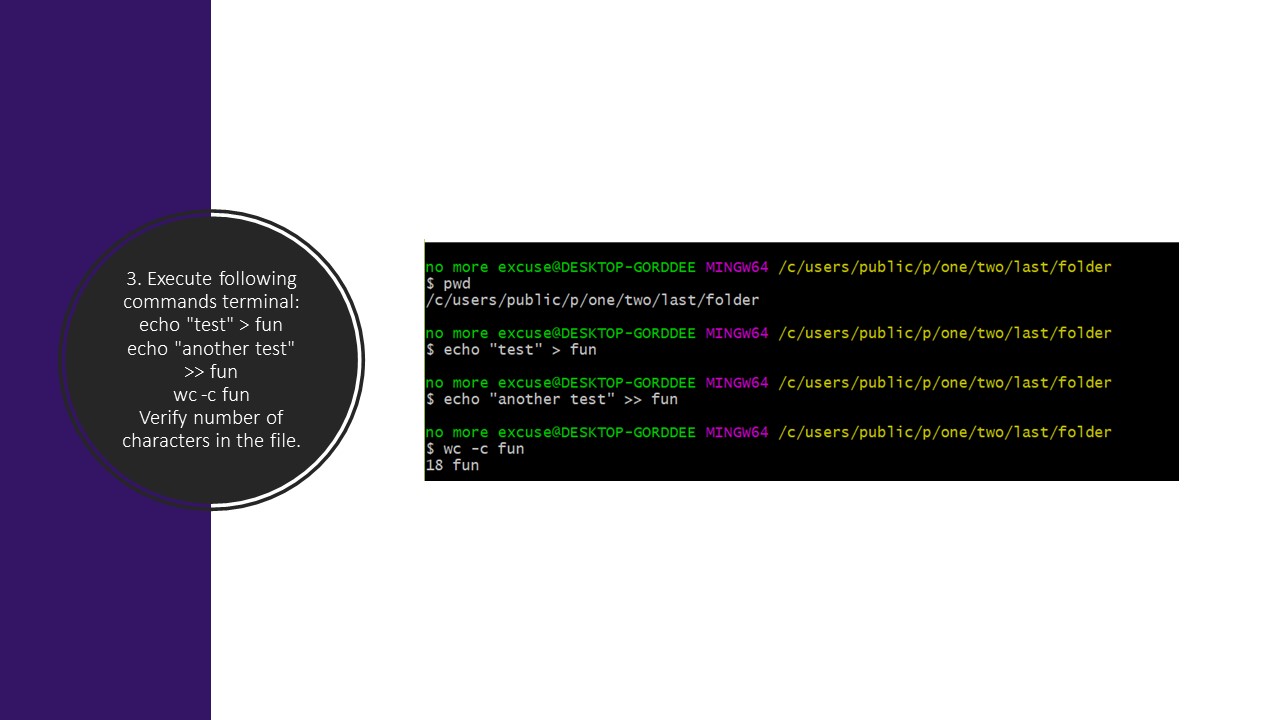 3. Execute following
commands terminal:
echo "test" > fun
echo "another test"
>> fun
wc -c fun
Verify number of
characters in the file.
no more excuse@DESKTOP-GORDDEE MINGW64 /c/users/public/p/one/two/last/folder
$ pwd
/c/users/public/p/one/two/last/folder
no more excuse@DESKTOP-GORDDEE MINGW64 /c/users/public/p/one/two/last/folder
$ echo "test" > fun
no more excuse@DESKTOP-GORDDEE MINGW64 /c/users/public/p/one/two/last/folder
$ echo "another test" >> fun
no more excuse@DESKTOP-GORDDEE MINGW64 /c/users/public/p/one/two/last/folder
$ wc -c fun
18 fun